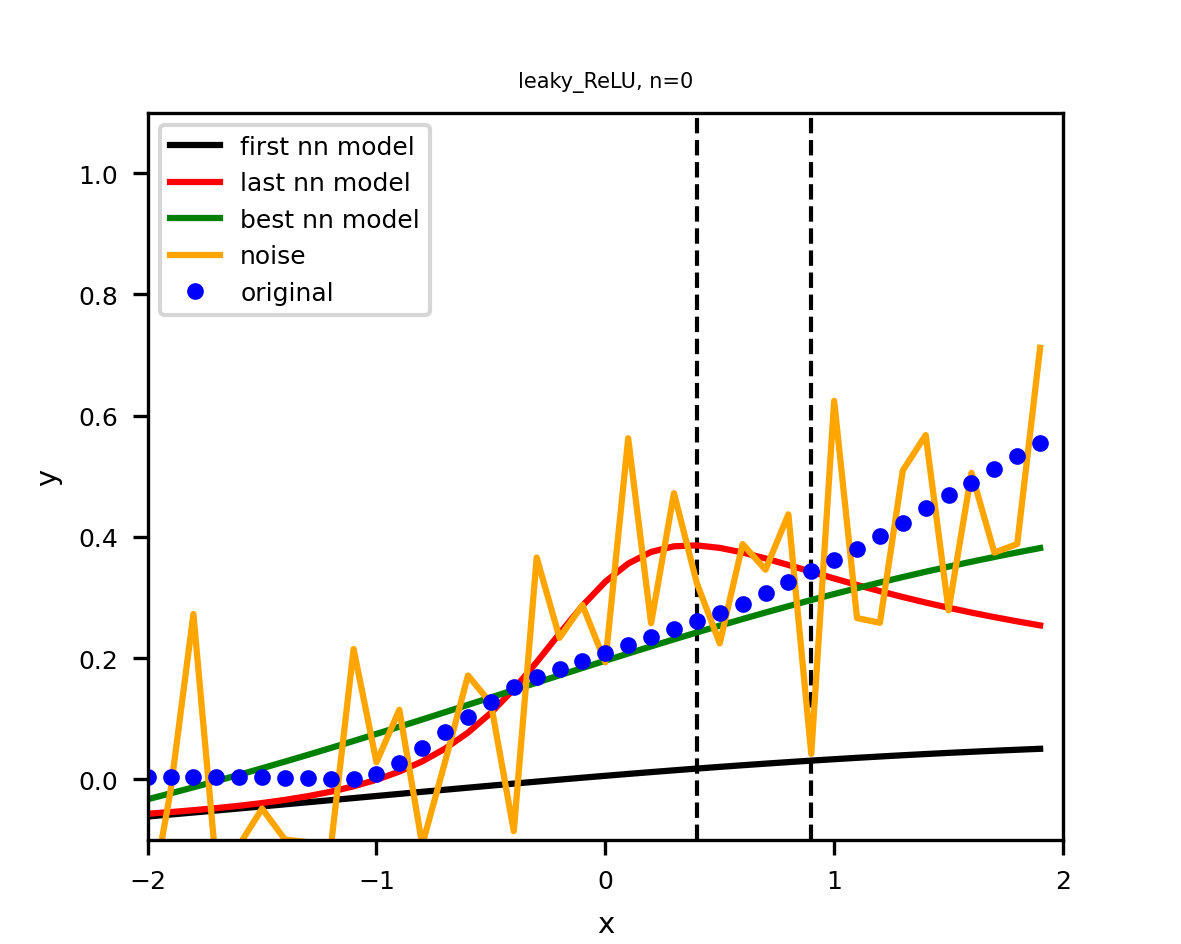 leaky_ReLU, n=0
first nn model
last nn model
best nn model
noise
original
1.0
0.8
0.6
0.4
0.2
0.0
y
−2
−1
0
1
2
x